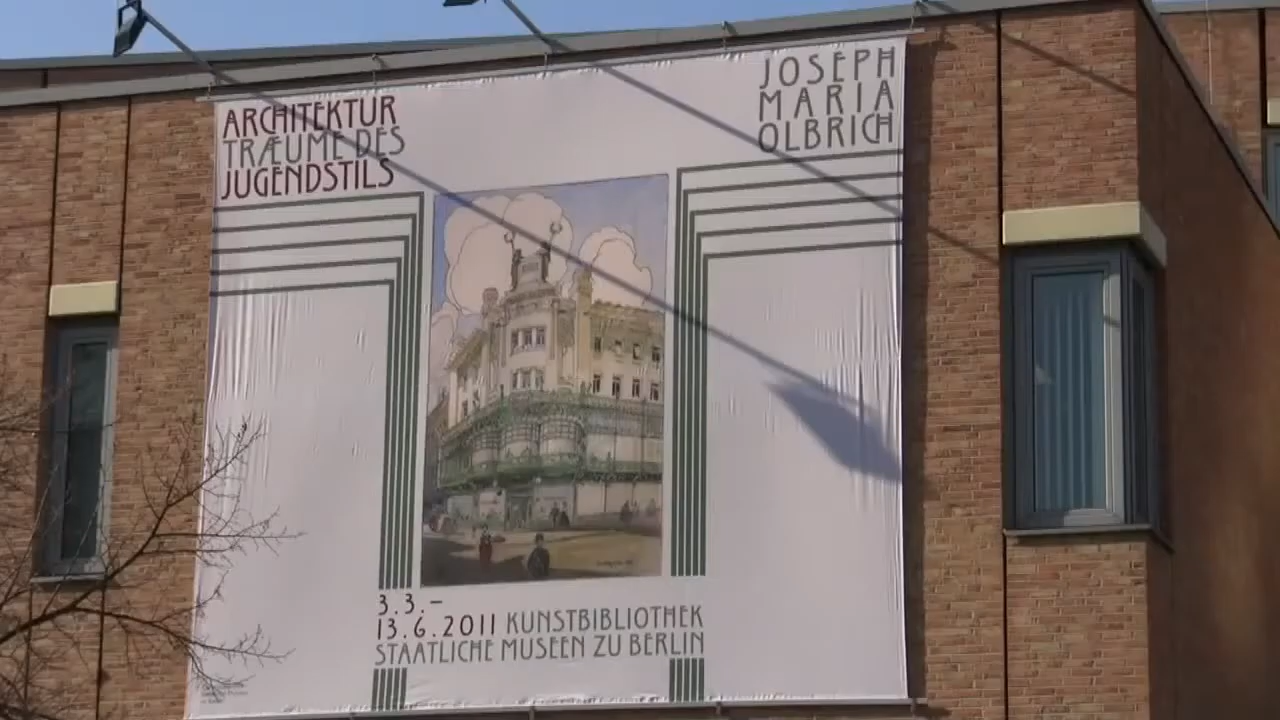 ARCHITEKTUR
TRÆUME DES
JUGENDSTILS
JOSEPH
MARIA
OLBRICH
3.3.–
13.6.2011 KUNSTBIBLIOTHEK
STAATLICHE MUSEEN ZU BERLIN